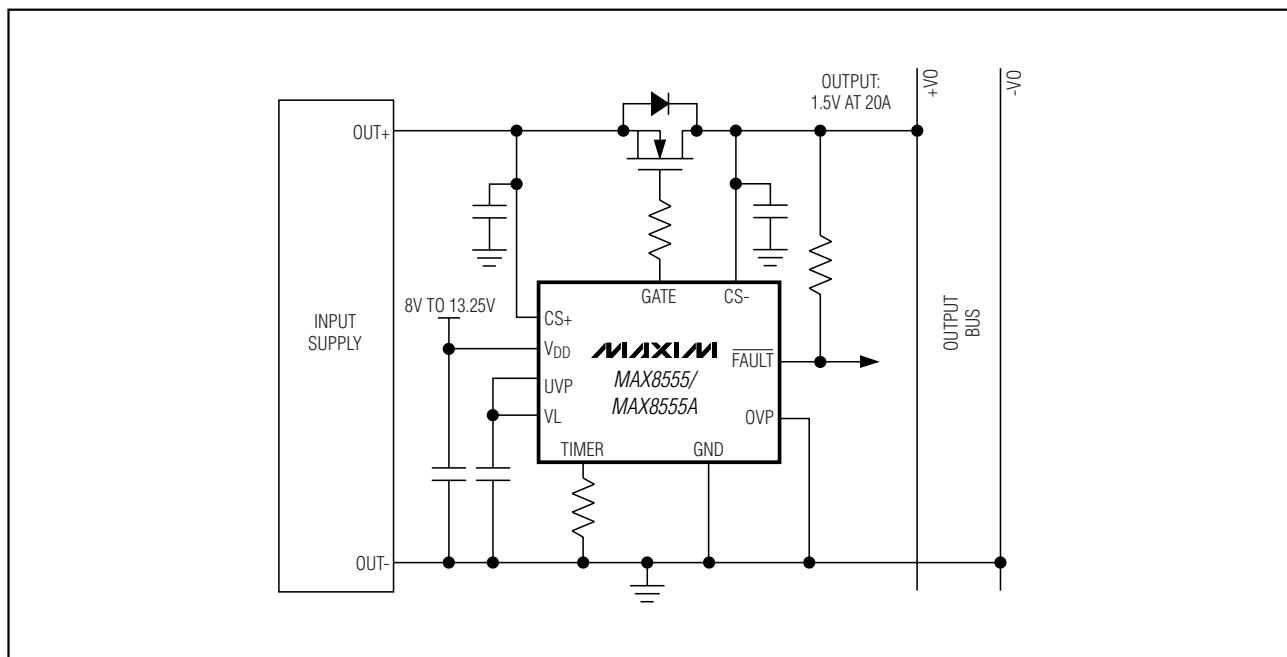 OUTPUT:
1.5V AT 20A
+VO
-VO
OUT+
INPUT
SUPPLY
OUT-
8V TO 13.25V
GATE
CS-
CS+
VDD
UVP
VL
MAXIM
MAX8555/
MAX8555A
FAULT
OVP
TIMER
GND
OUTPUT
BUS